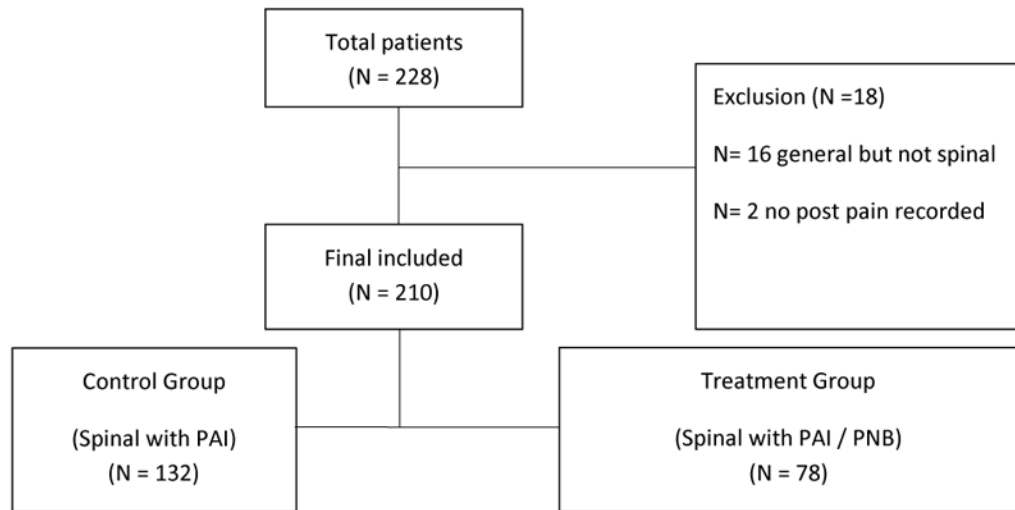 Total patients
(N = 228)
Exclusion (N =18)
N= 16 general but not spinal
N= 2 no post pain recorded
Final included
(N = 210)
Control Group
(Spinal with PAI)
(N = 132)
Treatment Group
(Spinal with PAI / PNB)
(N = 78)